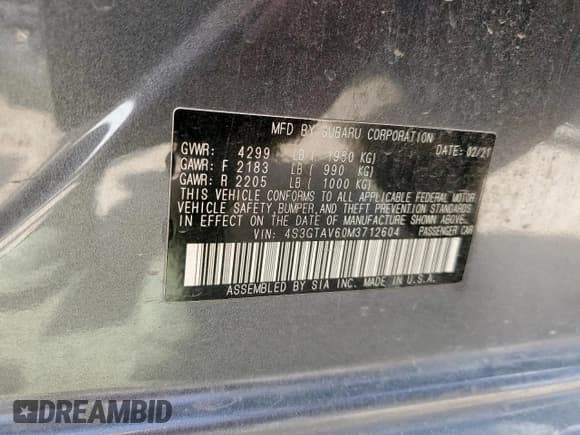 MFD BY SUBARU CORPORATION DATE: 02/21
GVWR: 4299 LB ( 1950 KG)
GAWR: F 2183 LB ( 990 KG)
GAWR: R 2205 LB ( 1000 KG)
THIS VEHICLE CONFORMS TO ALL APPLICABLE FEDERAL MOTOR
VEHICLE SAFETY, BUMPER, AND THEFT PREVENTION STANDARDS
IN EFFECT ON THE DATE OF MANUFACTURE SHOWN ABOVE.
VIN: 4S3GTAV60M3712604 PASSENGER CAR
ASSEMBLED BY SIA INC. MADE IN U.S.A.
DREAMBID